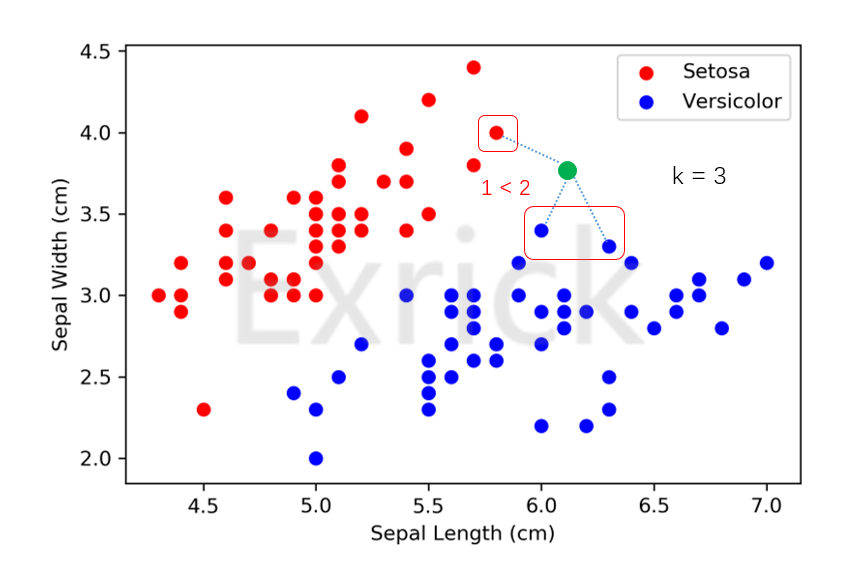 4.5
4.0
3.5
3.0
2.5
2.0
Sepal Width (cm)
Setosa
Versicolor
1 < 2
k = 3
Exrick
4.5 5.0 5.5 6.0 6.5 7.0
Sepal Length (cm)